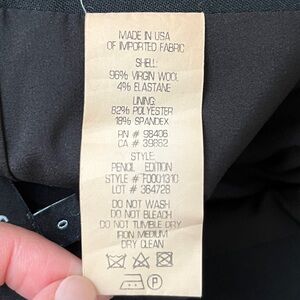 MADE IN USA
OF IMPORTED FABRIC
SHELL:
96% VIRGIN WOOL
4% ELASTANE
LINING:
82% POLYESTER
18% SPANDEX
RN # 98406
CA # 39882
STYLE:
PENCIL EDITION
STYLE # T0001310
LOT # 364728
DO NOT WASH
DO NOT BLEACH
DO NOT TUMBLE DRY
IRON MEDIUM
DRY CLEAN
P